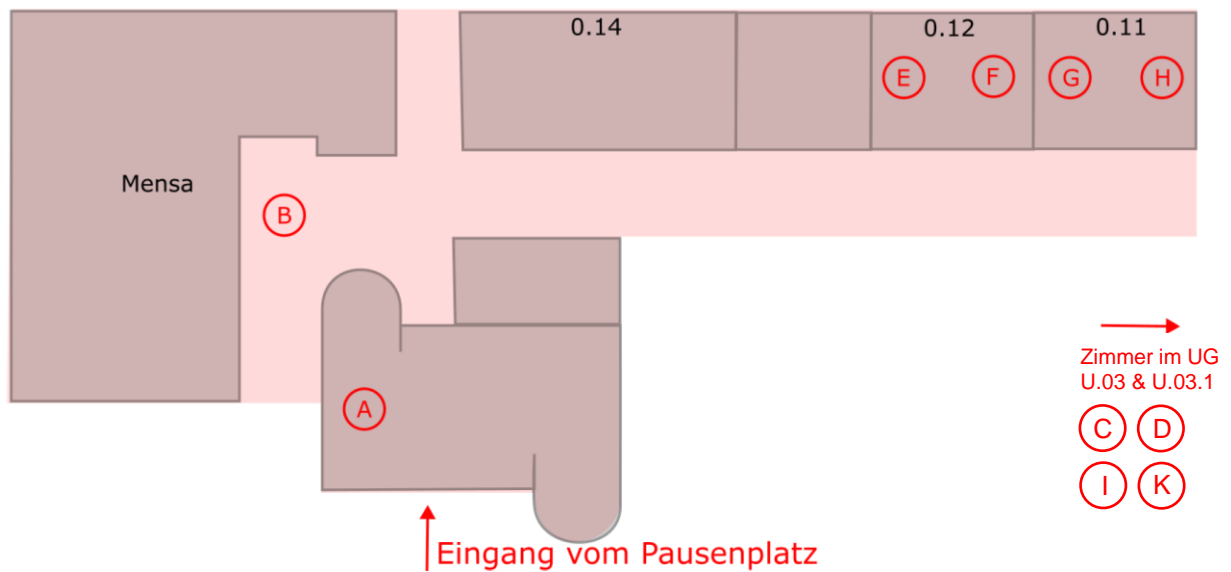 0.14
0.12
0.11
E
F
G
H
Mensa
B
A
Zimmer im UG
U.03 & U.03.1
C D
I K
Eingang vom Pausenplatz